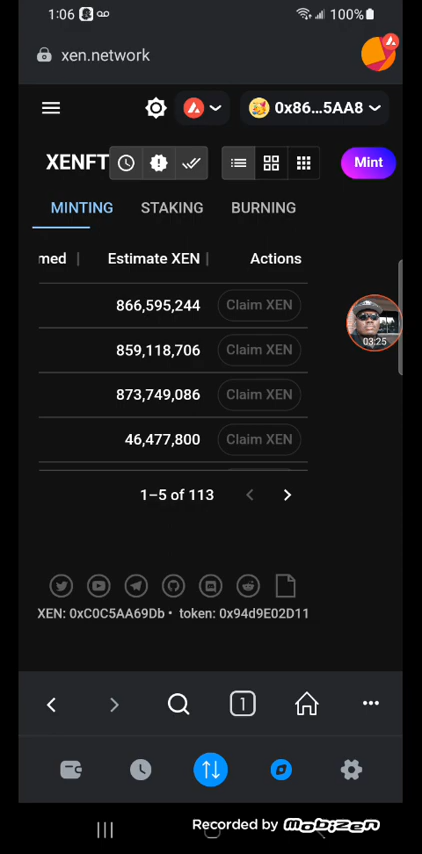 1:06 100%
xen.network
0x86...5AA8
XENFT Mint
MINTING STAKING BURNING
med Estimate XEN Actions
866,595,244 Claim XEN
859,118,706 Claim XEN
03:25
873,749,086 Claim XEN
46,477,800 Claim XEN
1–5 of 113
XEN: 0xC0C5AA69Db • token: 0x94d9E02D11
1
Recorded by Mobizen